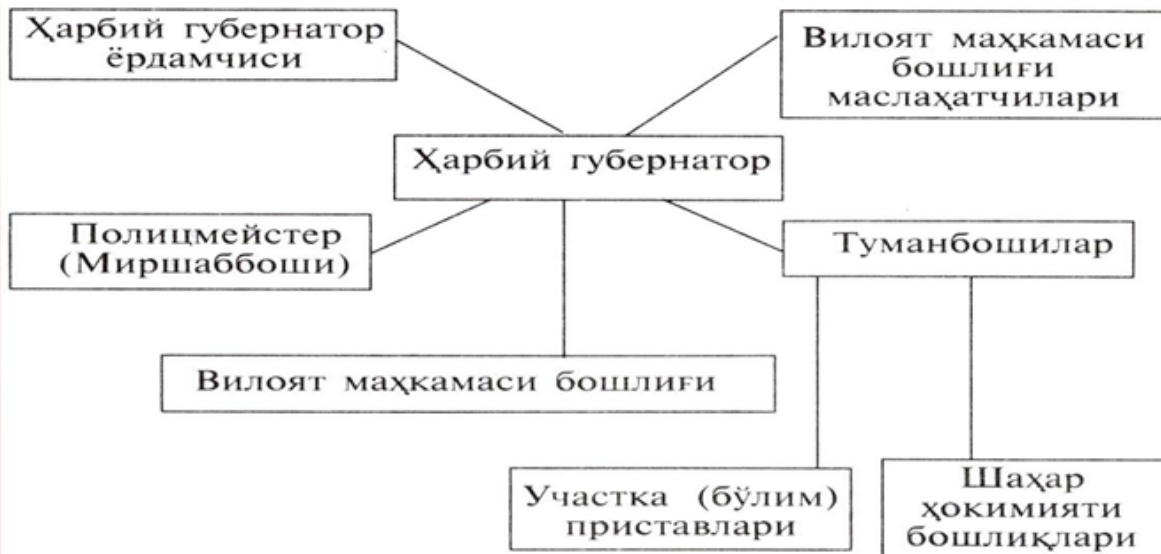 Ҳарбий губернатор
ёрдамчиси
Вилоят маҳкамаси
бошлиғи
маслаҳатчилари
Ҳарбий губернатор
Полицмейстер
(Миршаббоши)
Туманбошилар
Вилоят маҳкамаси бошлиғи
Участка (бўлим)
приставлари
Шаҳар
ҳокимияти
бошлиқлари